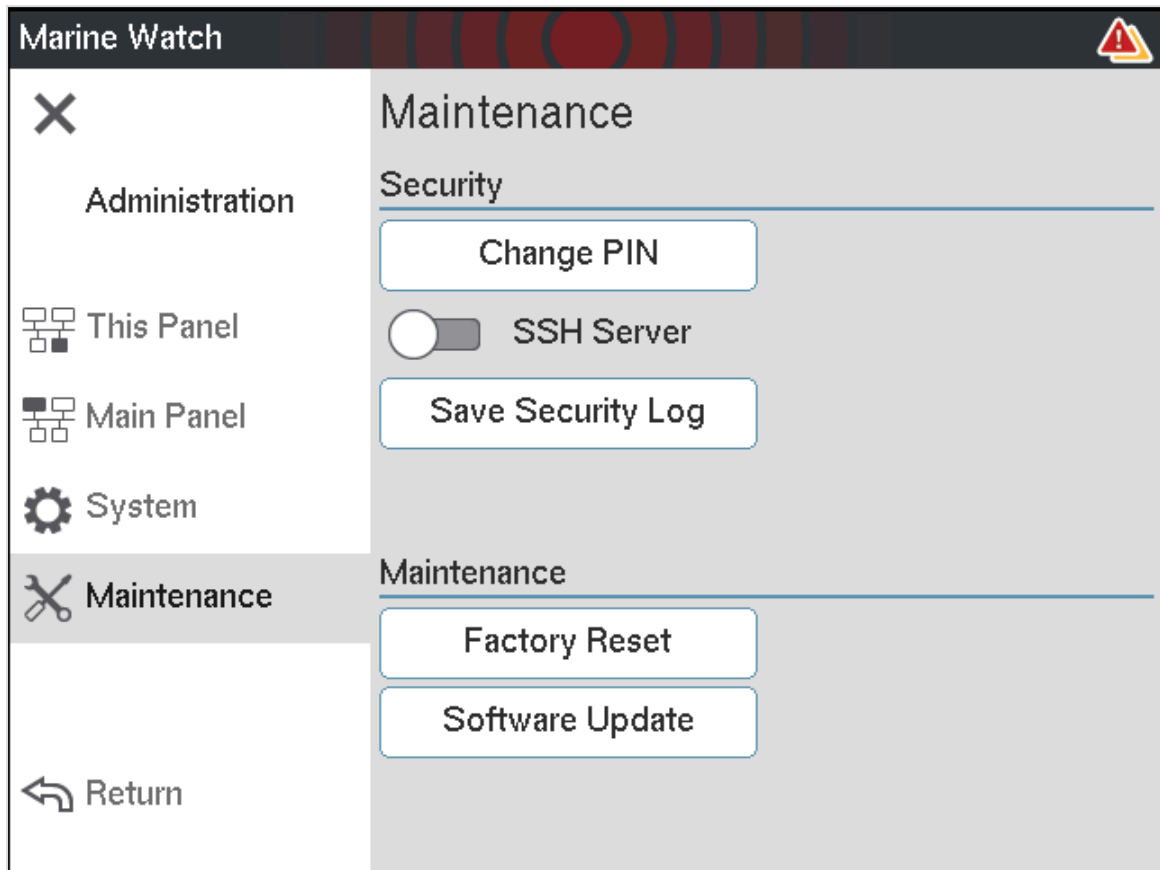 Marine Watch
Administration
This Panel
Main Panel
System
Maintenance
Return
Maintenance
Security
Change PIN
SSH Server
Save Security Log
Maintenance
Factory Reset
Software Update